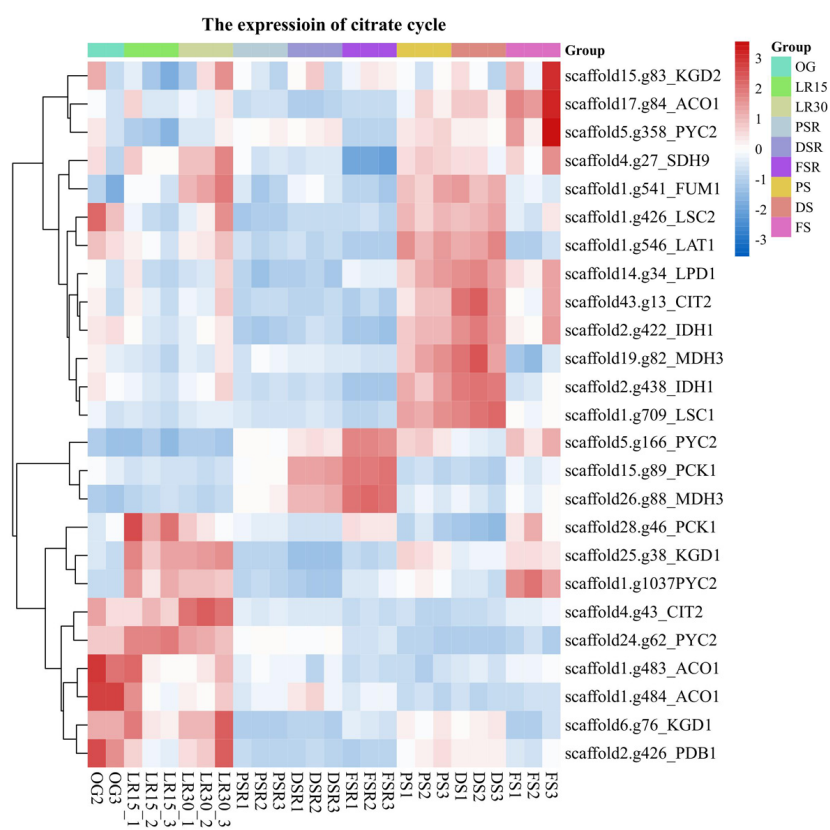 The expressioin of citrate cycle
Group
scaffold15.g83_KGD2
scaffold17.g84_ACO1
scaffold5.g358_PYC2
scaffold4.g27_SDH9
scaffold1.g541_FUM1
scaffold1.g426_LSC2
scaffold1.g546_LAT1
scaffold14.g34_LPD1
scaffold43.g13_CIT2
scaffold2.g422_IDH1
scaffold19.g82_MDH3
scaffold2.g438_IDH1
scaffold1.g709_LSC1
scaffold5.g166_PYC2
scaffold15.g89_PCK1
scaffold26.g88_MDH3
scaffold28.g46_PCK1
scaffold25.g38_KGD1
scaffold1.g1037PYC2
scaffold4.g43_CIT2
scaffold24.g62_PYC2
scaffold1.g483_ACO1
scaffold1.g484_ACO1
scaffold6.g76_KGD1
scaffold2.g426_PDB1
OG2
OG3
LR15_1
LR15_2
LR15_3
LR30_1
LR30_2
LR30_3
PSR1
PSR2
PSR3
DSR1
DSR2
DSR3
FSR1
FSR2
FSR3
PS1
PS2
PS3
DS1
DS2
DS3
FS1
FS2
FS3
3
2
1
0
-1
-2
-3
Group
OG
LR15
LR30
PSR
DSR
FSR
PS
DS
FS